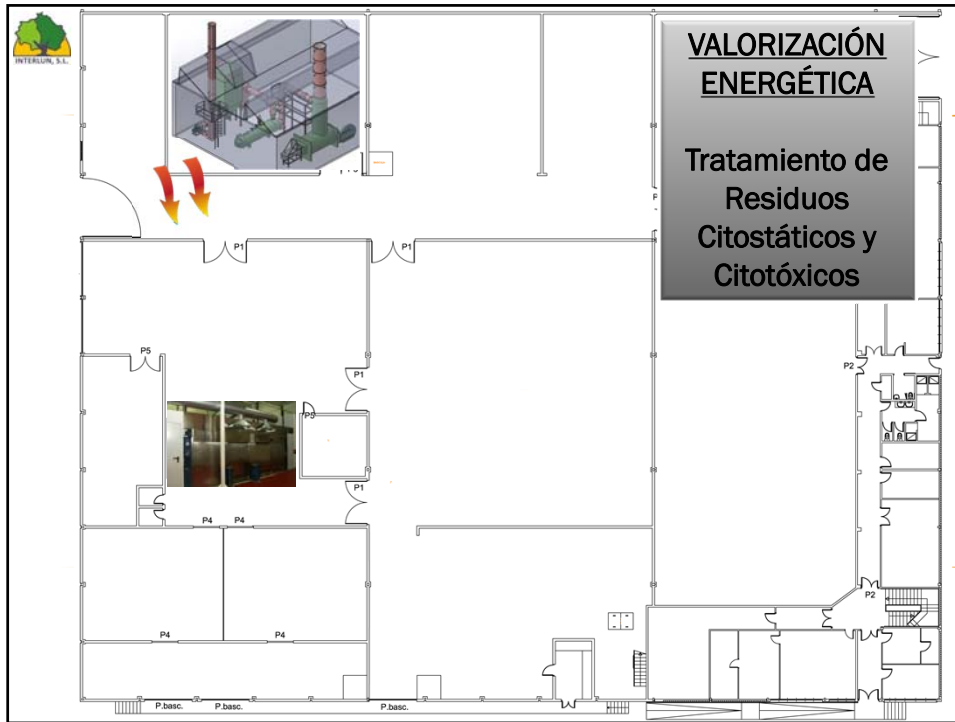 INTERLUN, S.L.
VALORIZACIÓN
ENERGÉTICA
Tratamiento de
Residuos
Citostáticos y
Citotóxicos
P1
P1
P5
P2
P1
P5
P1
P4
P4
P2
P4
P4
P.basc.
P.basc.
P.basc.